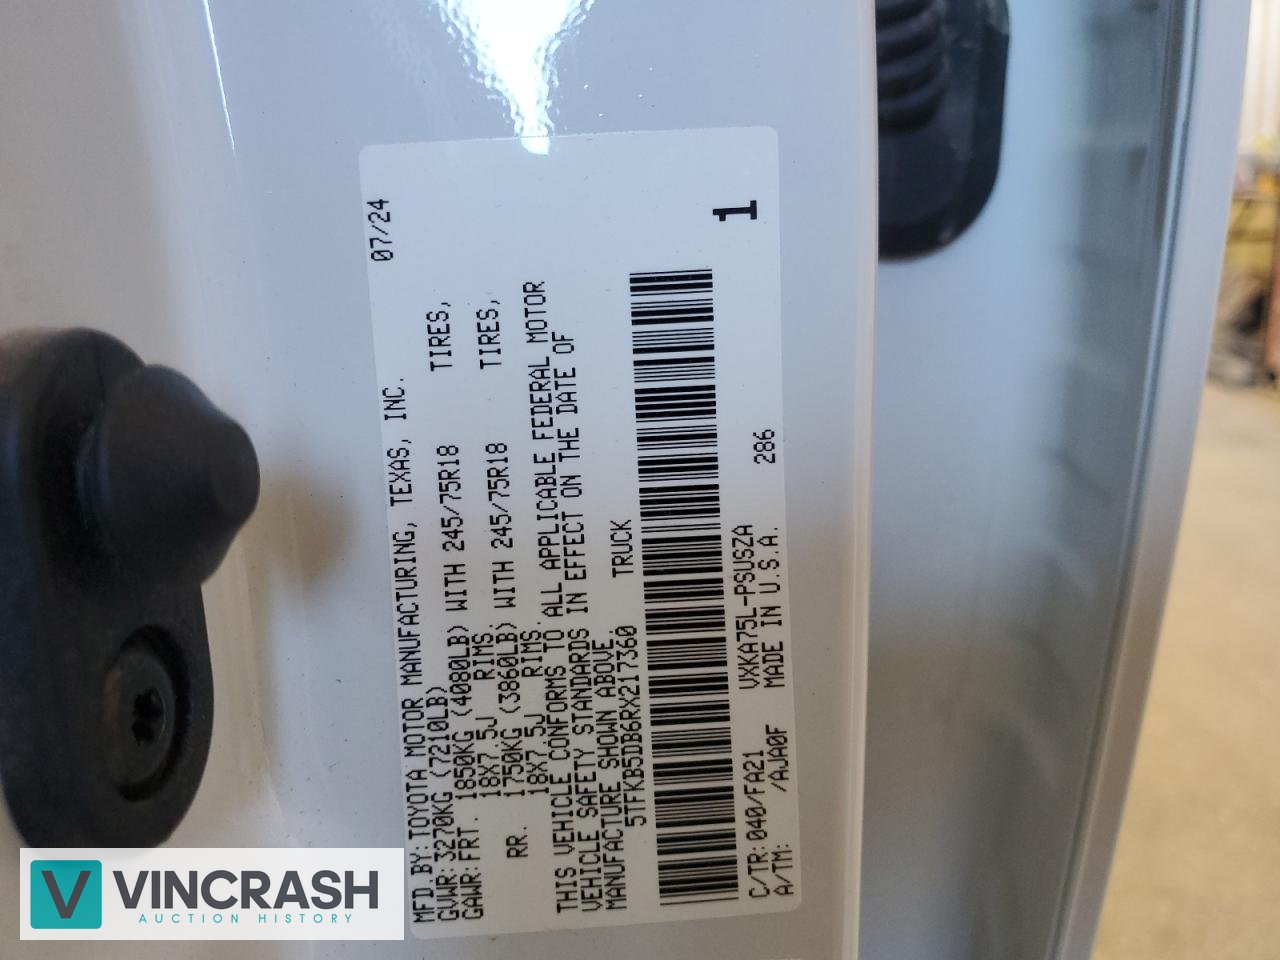 MFD. BY: TOYOTA MOTOR MANUFACTURING, TEXAS, INC. 07/24
GVWR: 3270KG (7210LB)
GAWR: FRT. 1850KG (4080LB) WITH 245/75R18 TIRES,
18X7.5J RIMS.
RR. 1750KG (3860LB) WITH 245/75R18 TIRES,
18X7.5J RIMS.
THIS VEHICLE CONFORMS TO ALL APPLICABLE FEDERAL MOTOR
VEHICLE SAFETY STANDARDS IN EFFECT ON THE DATE OF
MANUFACTURE SHOWN ABOVE.
5TFKB5DB6RX217360 TRUCK
1
C/TR: 040/FA21 VXKA75L-PSUSZA 286
A/TM: /AJA0F MADE IN U.S.A.
V VINCRASH
AUCTION HISTORY